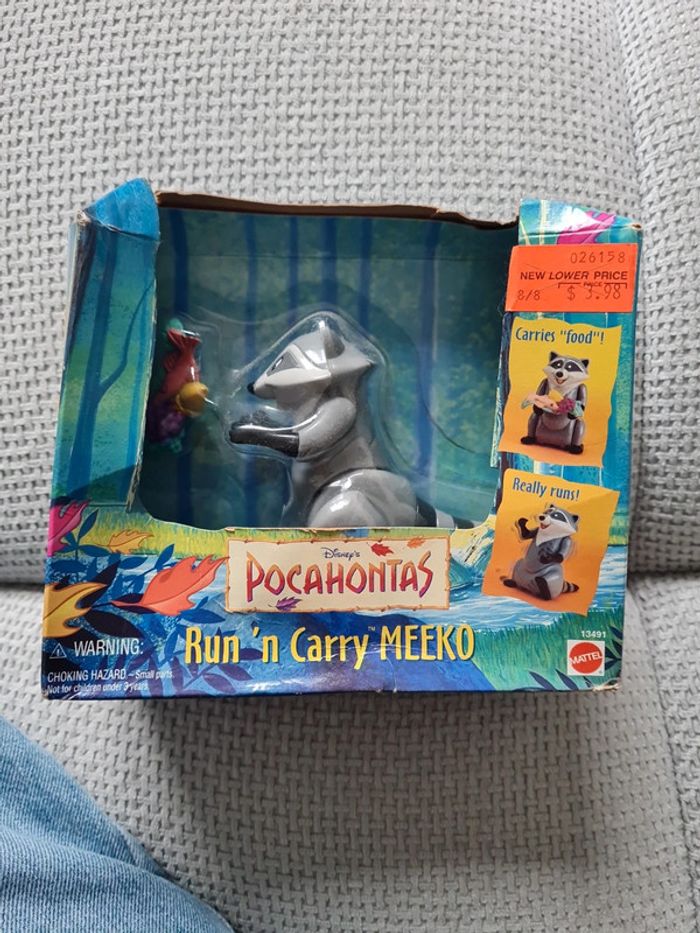 026158
NEW LOWER PRICE
8/8 $ 3.98
Carries "food"!
Really runs!
Disney's
POCAHONTAS
Run 'n Carry™ MEEKO
13491
MATTEL
⚠ WARNING:
CHOKING HAZARD – Small parts.
Not for children under 3 years.